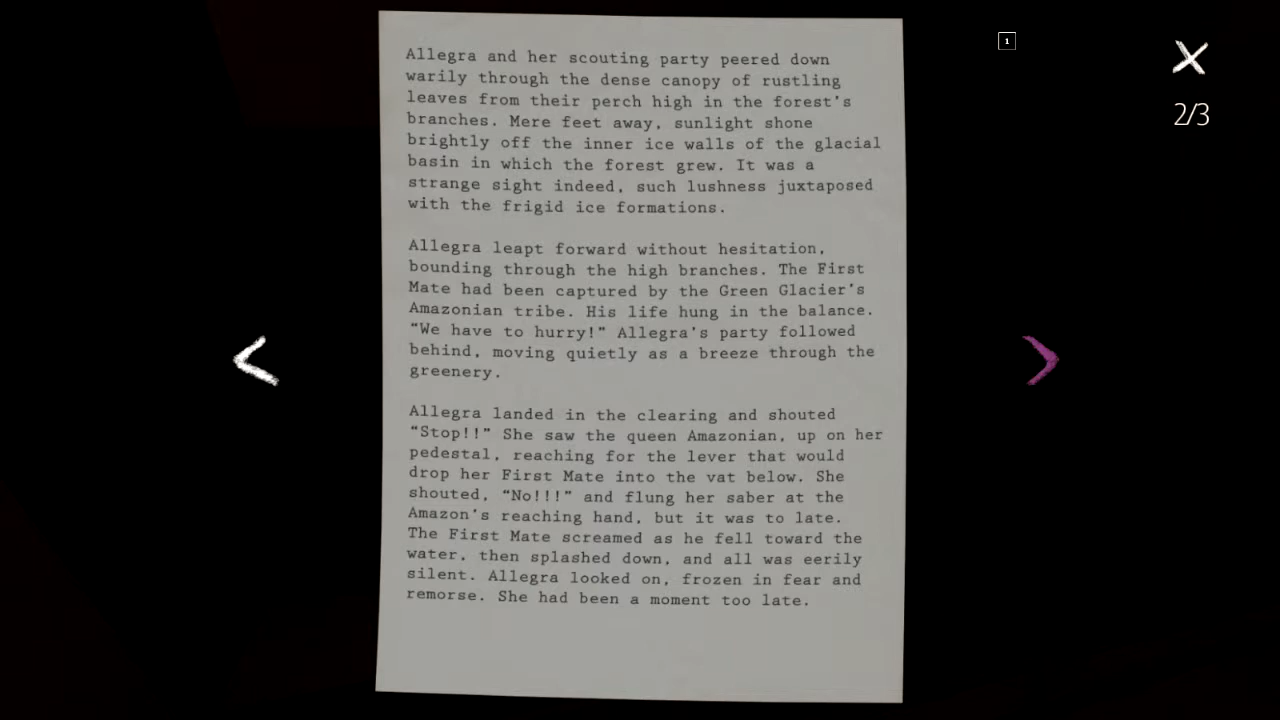 Allegra and her scouting party peered down
warily through the dense canopy of rustling
leaves from their perch high in the forest's
branches. Mere feet away, sunlight shone
brightly off the inner ice walls of the glacial
basin in which the forest grew. It was a
strange sight indeed, such lushness juxtaposed
with the frigid ice formations.
Allegra leapt forward without hesitation,
bounding through the high branches. The First
Mate had been captured by the Green Glacier's
Amazonian tribe. His life hung in the balance.
“We have to hurry!” Allegra's party followed
behind, moving quietly as a breeze through the
greenery.
Allegra landed in the clearing and shouted
“Stop!!” She saw the queen Amazonian, up on her
pedestal, reaching for the lever that would
drop her First Mate into the vat below. She
shouted, “No!!!” and flung her saber at the
Amazon's reaching hand, but it was to late.
The First Mate screamed as he fell toward the
water, then splashed down, and all was eerily
silent. Allegra looked on, frozen in fear and
remorse. She had been a moment too late.
1
2/3